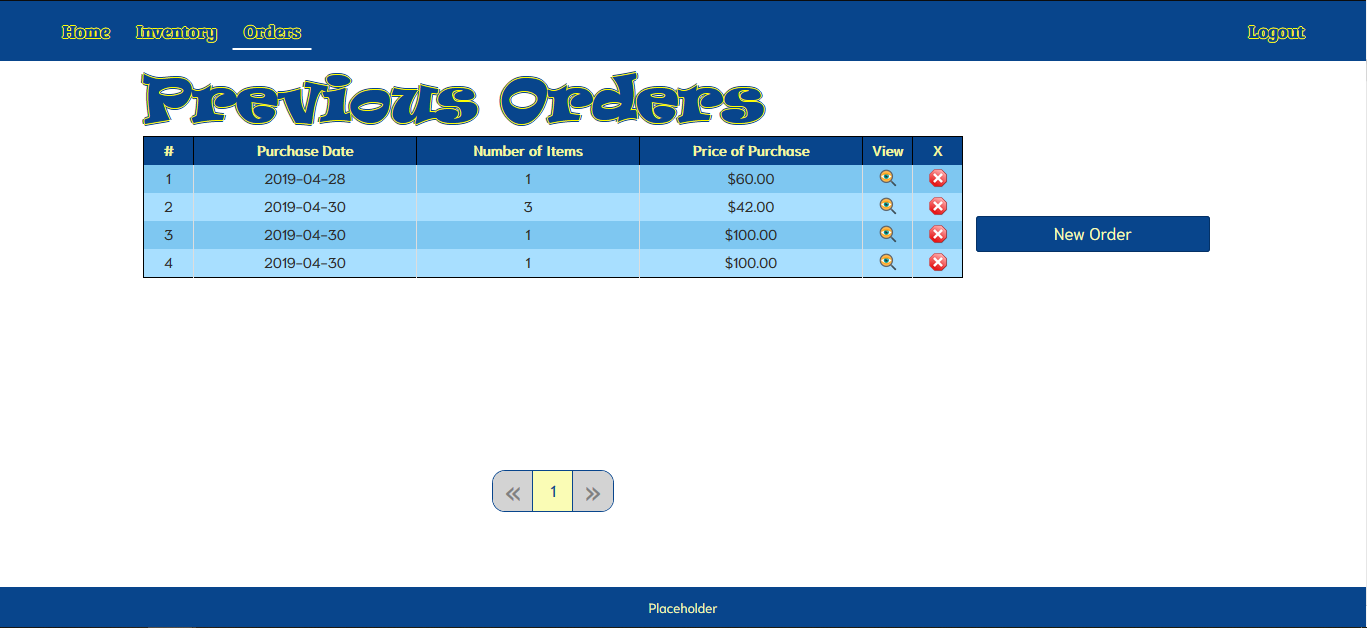 Home Inventory Orders Logout
Previous Orders
# Purchase Date Number of Items Price of Purchase View X
1 2019-04-28 1 $60.00
2 2019-04-30 3 $42.00
3 2019-04-30 1 $100.00
New Order
4 2019-04-30 1 $100.00
« 1 »
Placeholder